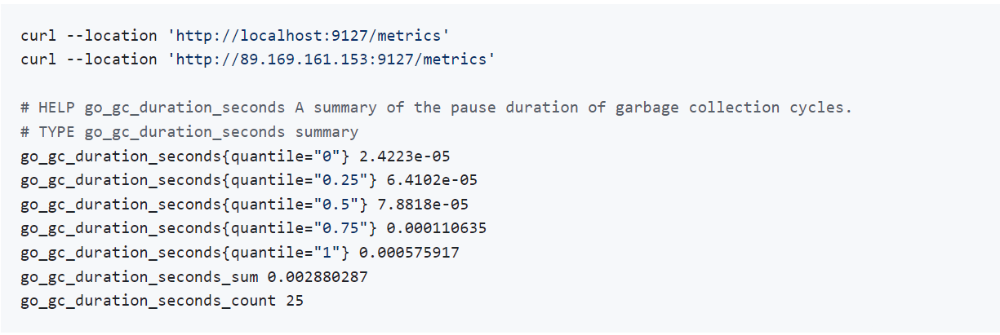 curl --location 'http://localhost:9127/metrics'
curl --location 'http://89.169.161.153:9127/metrics'
# HELP go_gc_duration_seconds A summary of the pause duration of garbage collection cycles.
# TYPE go_gc_duration_seconds summary
go_gc_duration_seconds{quantile="0"} 2.4223e-05
go_gc_duration_seconds{quantile="0.25"} 6.4102e-05
go_gc_duration_seconds{quantile="0.5"} 7.8818e-05
go_gc_duration_seconds{quantile="0.75"} 0.000110635
go_gc_duration_seconds{quantile="1"} 0.000575917
go_gc_duration_seconds_sum 0.002880287
go_gc_duration_seconds_count 25